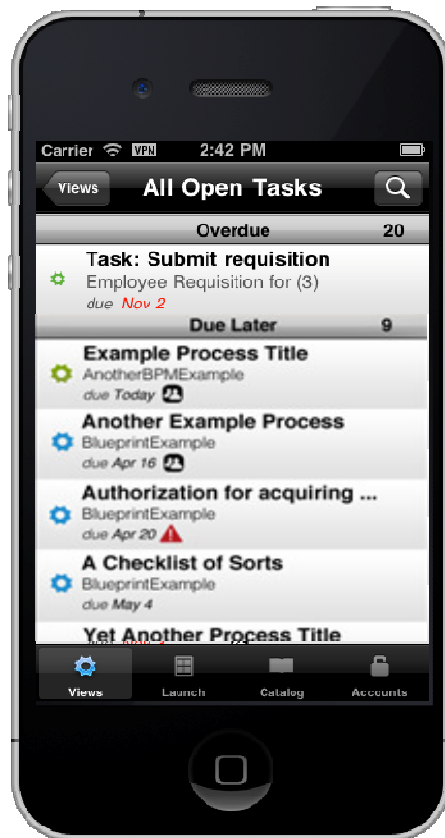 Carrier VPN 2:42 PM
Views All Open Tasks
Overdue 20
Task: Submit requisition
Employee Requisition for (3)
due Nov 2
Due Later 9
Example Process Title
AnotherBPMExample
due Today
Another Example Process
BlueprintExample
due Apr 16
Authorization for acquiring ...
BlueprintExample
due Apr 20
A Checklist of Sorts
BlueprintExample
due May 4
Yet Another Process Title
Views Launch Catalog Accounts